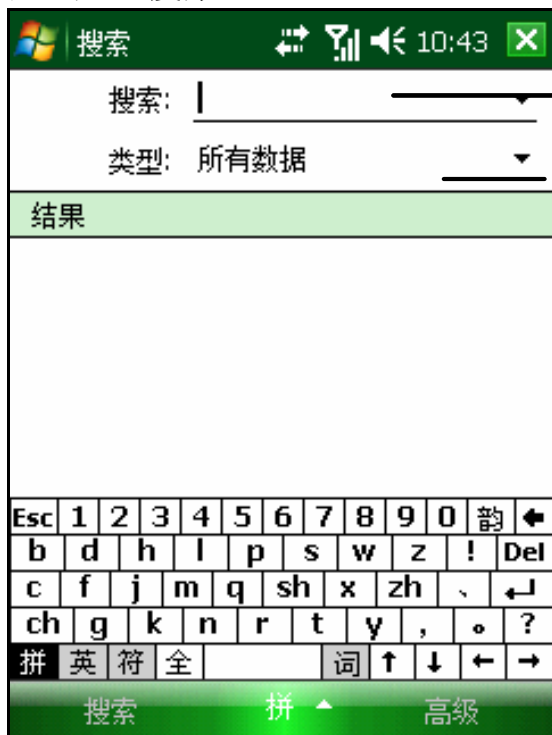 搜索 10:43
搜索:
类型: 所有数据
结果
Esc 1 2 3 4 5 6 7 8 9 0 韵
b d h l p s w z ! Del
c f j m q sh x zh 、
ch g k n r t y , 。 ?
拼 英 符 全 词 ↑ ↓ ← →
搜索 拼 高级